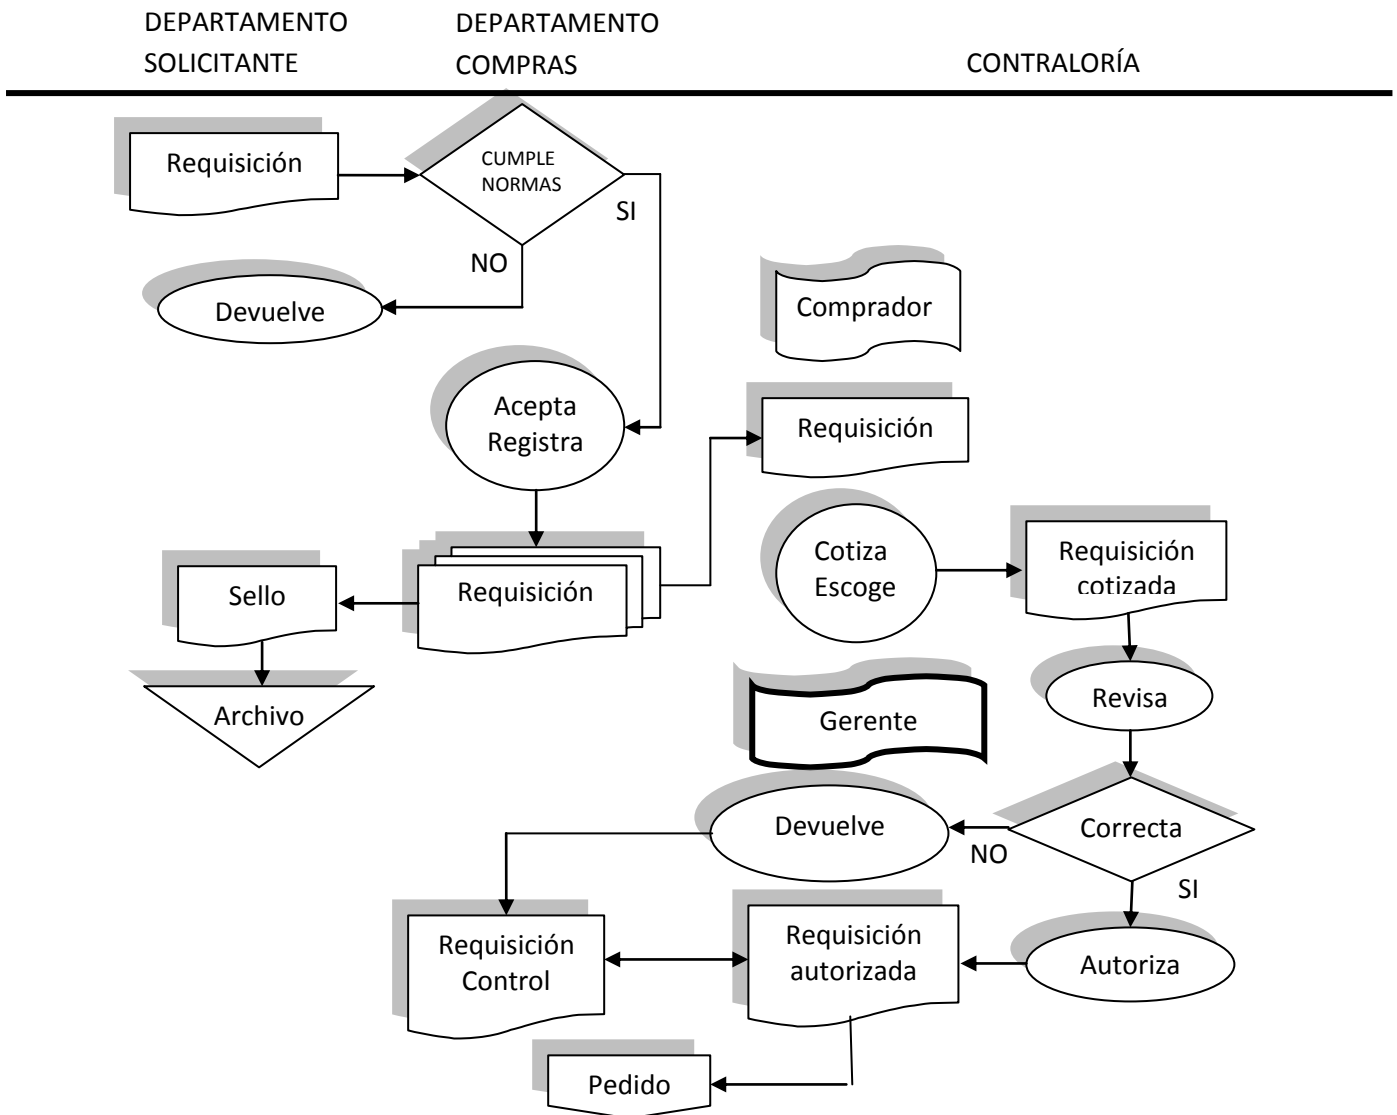 DEPARTAMENTO
SOLICITANTE
DEPARTAMENTO
COMPRAS
CONTRALORÍA
Requisición
CUMPLE
NORMAS
SI
NO
Devuelve
Comprador
Acepta
Registra
Requisición
Sello
Requisición
Cotiza
Escoge
Requisición
cotizada
Archivo
Gerente
Revisa
Devuelve
NO
Correcta
SI
Requisición
Control
Requisición
autorizada
Autoriza
Pedido